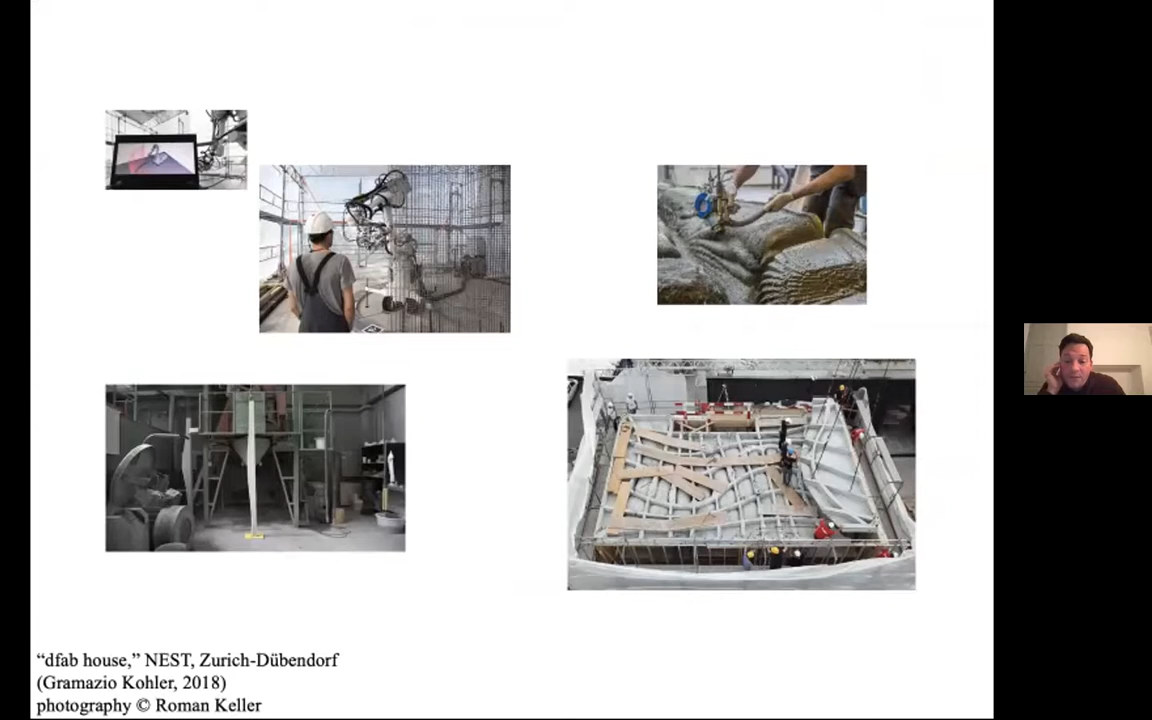 “dfab house,” NEST, Zurich-Dübendorf
(Gramazio Kohler, 2018)
photography © Roman Keller